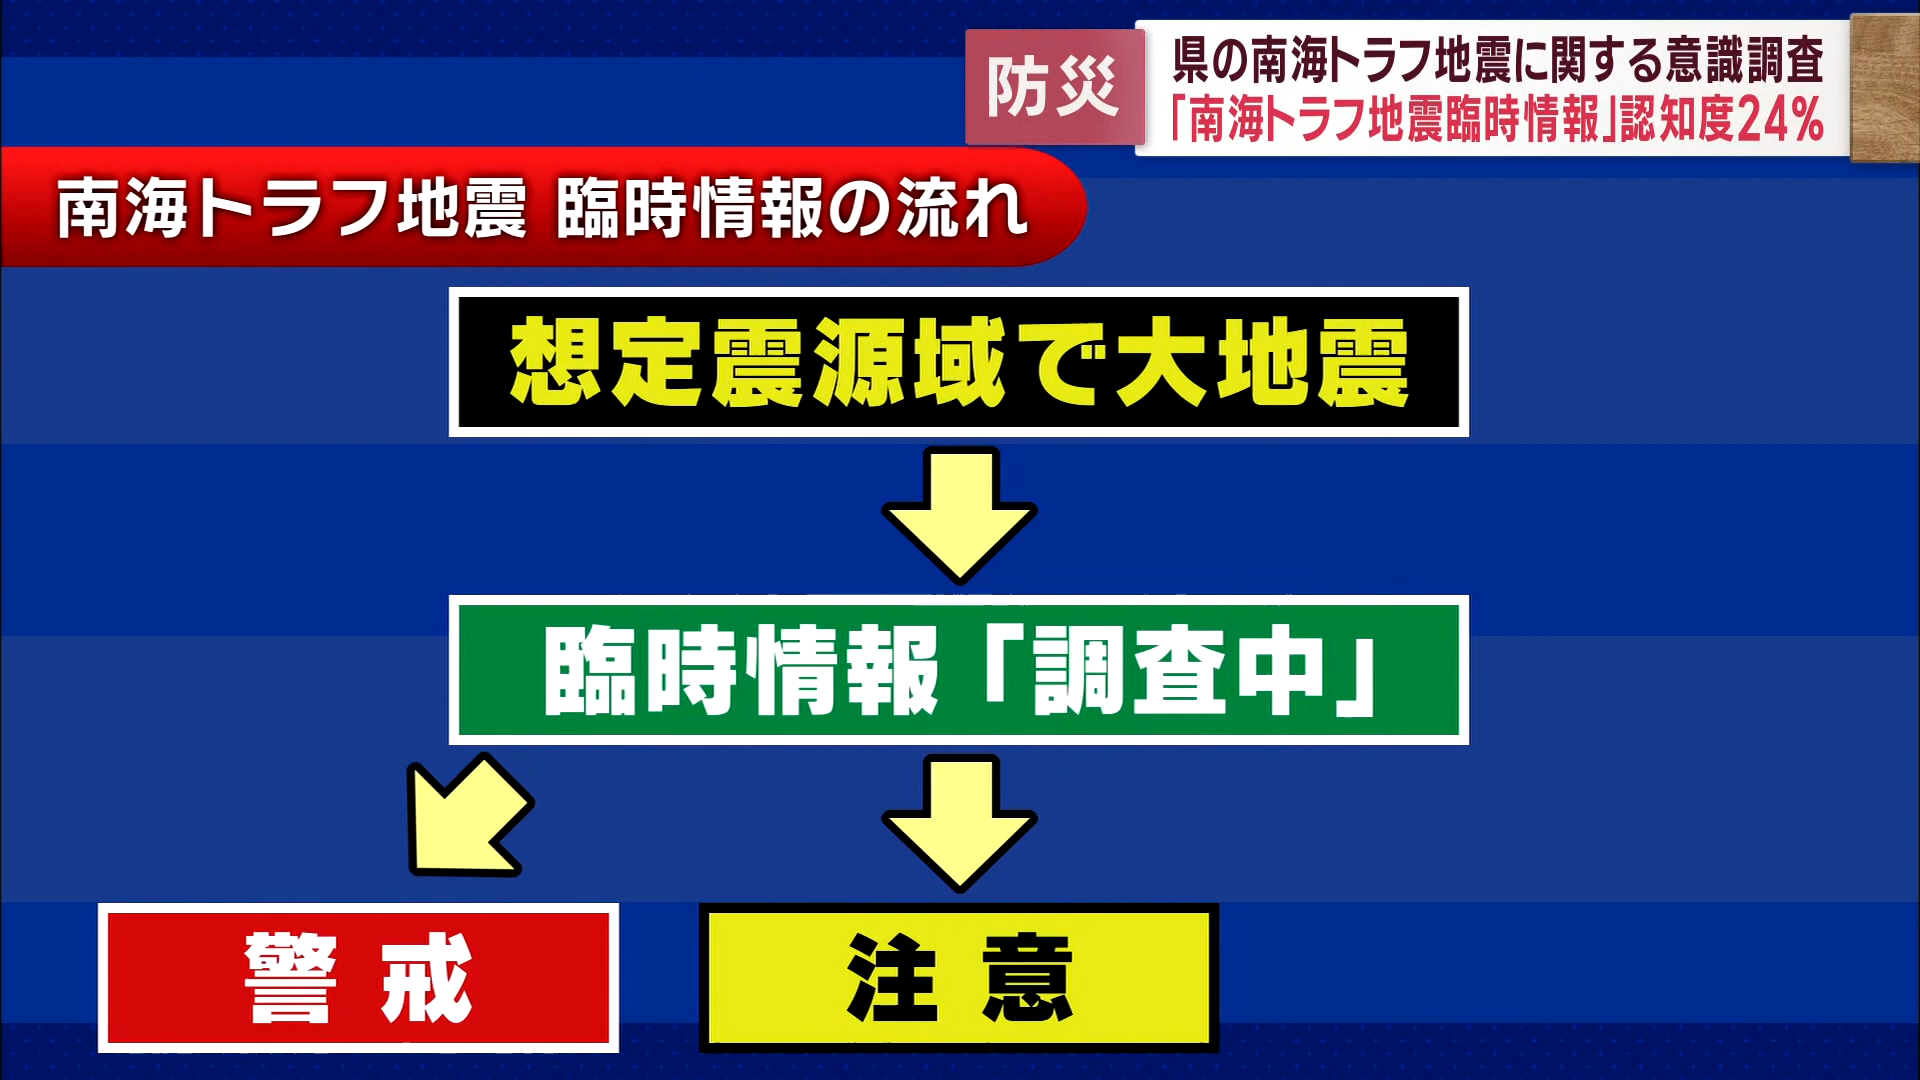 防災
県の南海トラフ地震に関する意識調査
「南海トラフ地震臨時情報」認知度24%
南海トラフ地震 臨時情報の流れ
想定震源域で大地震
臨時情報「調査中」
警戒
注意